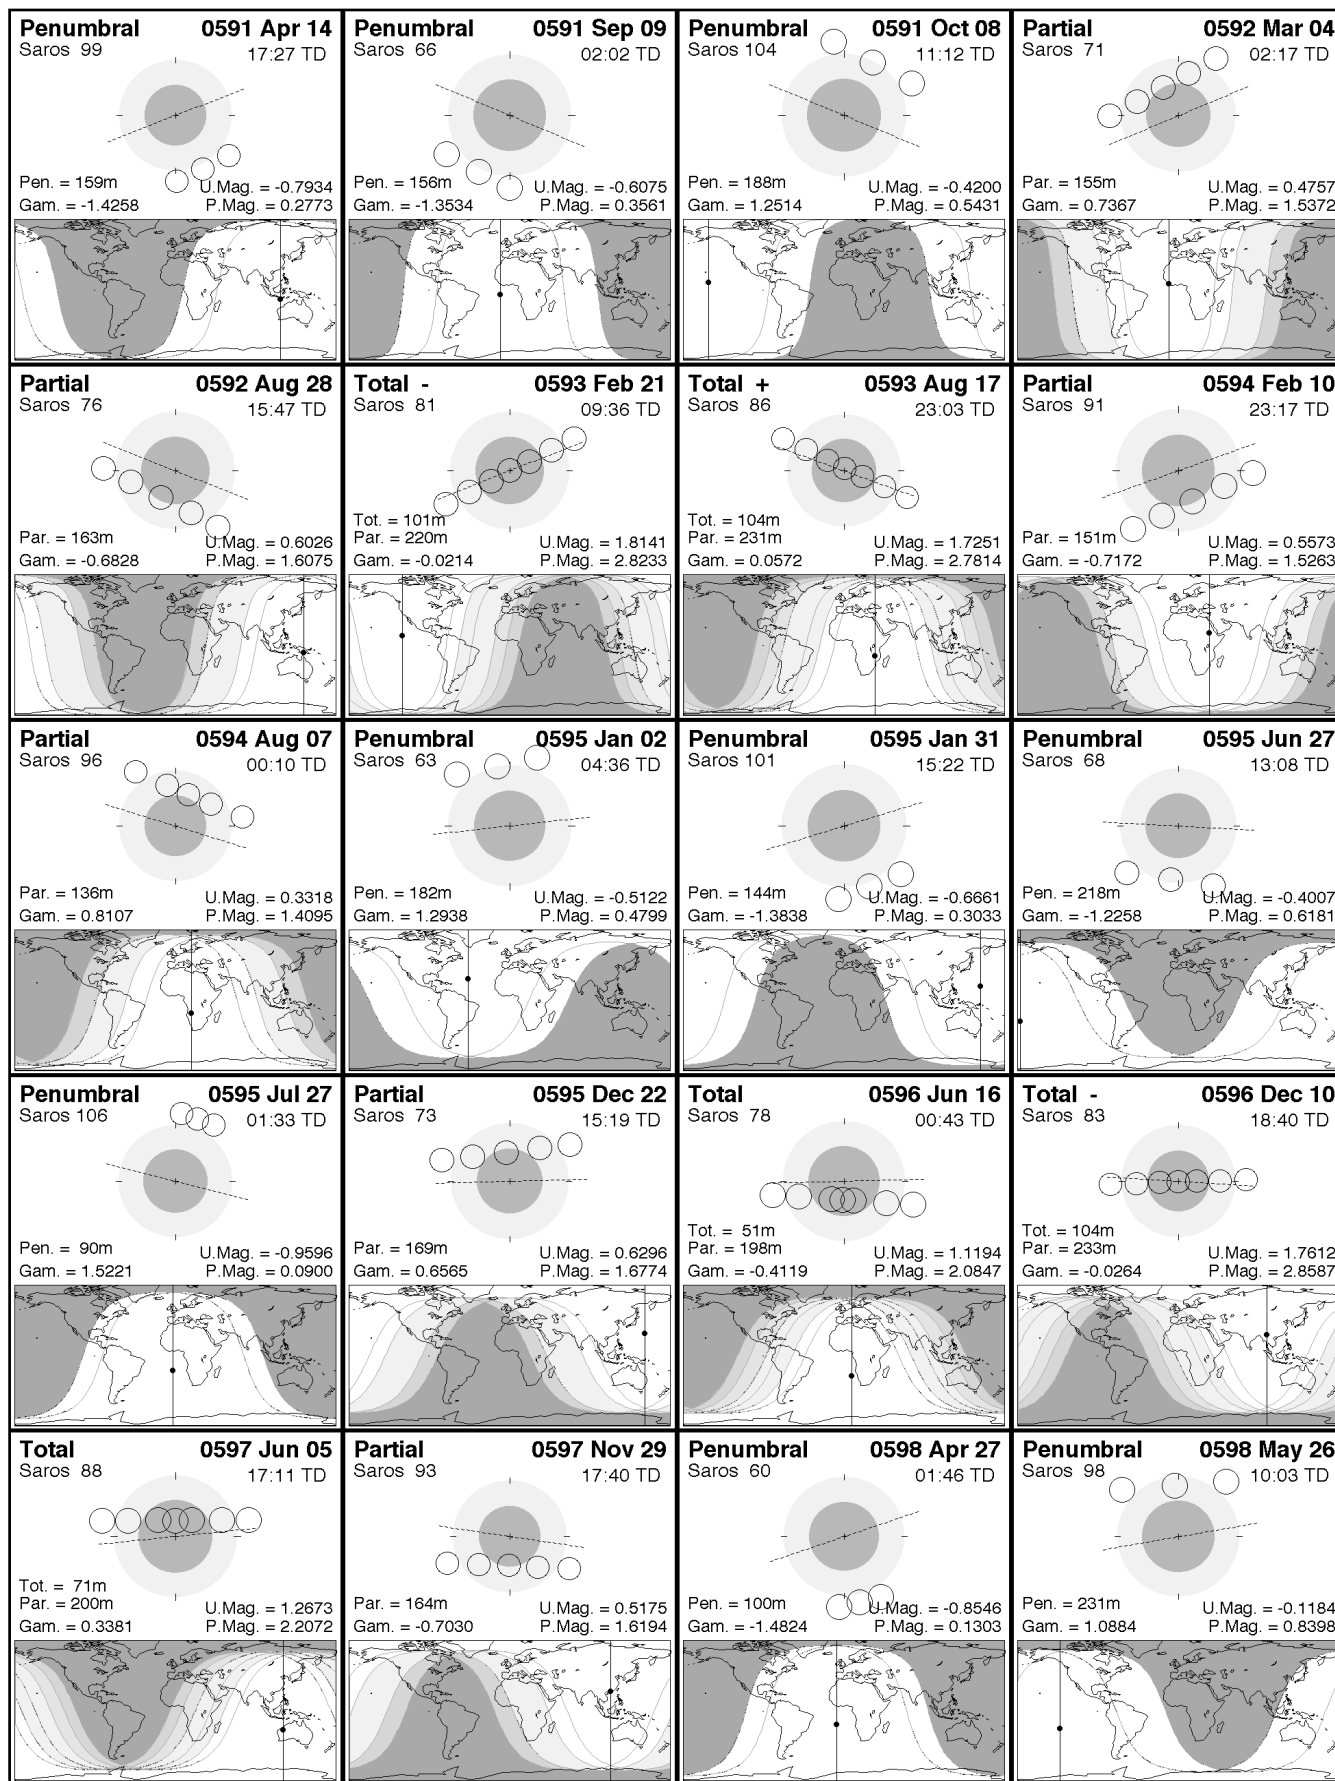 Penumbral 0591 Apr 14
Saros 99 17:27 TD
Pen. = 159m U.Mag. = -0.7934
Gam. = -1.4258 P.Mag. = 0.2773
Penumbral 0591 Sep 09
Saros 66 02:02 TD
Pen. = 156m U.Mag. = -0.6075
Gam. = -1.3534 P.Mag. = 0.3561
Penumbral 0591 Oct 08
Saros 104 11:12 TD
Pen. = 188m U.Mag. = -0.4200
Gam. = 1.2514 P.Mag. = 0.5431
Partial 0592 Mar 04
Saros 71 02:17 TD
Par. = 155m U.Mag. = 0.4757
Gam. = 0.7367 P.Mag. = 1.5372
Partial 0592 Aug 28
Saros 76 15:47 TD
Par. = 163m U.Mag. = 0.6026
Gam. = -0.6828 P.Mag. = 1.6075
Total - 0593 Feb 21
Saros 81 09:36 TD
Tot. = 101m
Par. = 220m U.Mag. = 1.8141
Gam. = -0.0214 P.Mag. = 2.8233
Total + 0593 Aug 17
Saros 86 23:03 TD
Tot. = 104m
Par. = 231m U.Mag. = 1.7251
Gam. = 0.0572 P.Mag. = 2.7814
Partial 0594 Feb 10
Saros 91 23:17 TD
Par. = 151m U.Mag. = 0.5573
Gam. = -0.7172 P.Mag. = 1.5263
Partial 0594 Aug 07
Saros 96 00:10 TD
Par. = 136m U.Mag. = 0.3318
Gam. = 0.8107 P.Mag. = 1.4095
Penumbral 0595 Jan 02
Saros 63 04:36 TD
Pen. = 182m U.Mag. = -0.5122
Gam. = 1.2938 P.Mag. = 0.4799
Penumbral 0595 Jan 31
Saros 101 15:22 TD
Pen. = 144m U.Mag. = -0.6661
Gam. = -1.3838 P.Mag. = 0.3033
Penumbral 0595 Jun 27
Saros 68 13:08 TD
Pen. = 218m U.Mag. = -0.4007
Gam. = -1.2258 P.Mag. = 0.6181
Penumbral 0595 Jul 27
Saros 106 01:33 TD
Pen. = 90m U.Mag. = -0.9596
Gam. = 1.5221 P.Mag. = 0.0900
Partial 0595 Dec 22
Saros 73 15:19 TD
Par. = 169m U.Mag. = 0.6296
Gam. = 0.6565 P.Mag. = 1.6774
Total 0596 Jun 16
Saros 78 00:43 TD
Tot. = 51m
Par. = 198m U.Mag. = 1.1194
Gam. = -0.4119 P.Mag. = 2.0847
Total - 0596 Dec 10
Saros 83 18:40 TD
Tot. = 104m
Par. = 233m U.Mag. = 1.7612
Gam. = -0.0264 P.Mag. = 2.8587
Total 0597 Jun 05
Saros 88 17:11 TD
Tot. = 71m
Par. = 200m U.Mag. = 1.2673
Gam. = 0.3381 P.Mag. = 2.2072
Partial 0597 Nov 29
Saros 93 17:40 TD
Par. = 164m U.Mag. = 0.5175
Gam. = -0.7030 P.Mag. = 1.6194
Penumbral 0598 Apr 27
Saros 60 01:46 TD
Pen. = 100m U.Mag. = -0.8546
Gam. = -1.4824 P.Mag. = 0.1303
Penumbral 0598 May 26
Saros 98 10:03 TD
Pen. = 231m U.Mag. = -0.1184
Gam. = 1.0884 P.Mag. = 0.8398